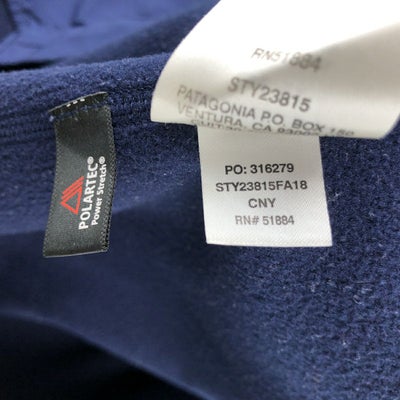 RN51884
STY23815
PATAGONIA P.O. BOX 150
VENTURA, CA
PO: 316279
STY23815FA18
CNY
RN# 51884
POLARTEC®
Power Stretch®